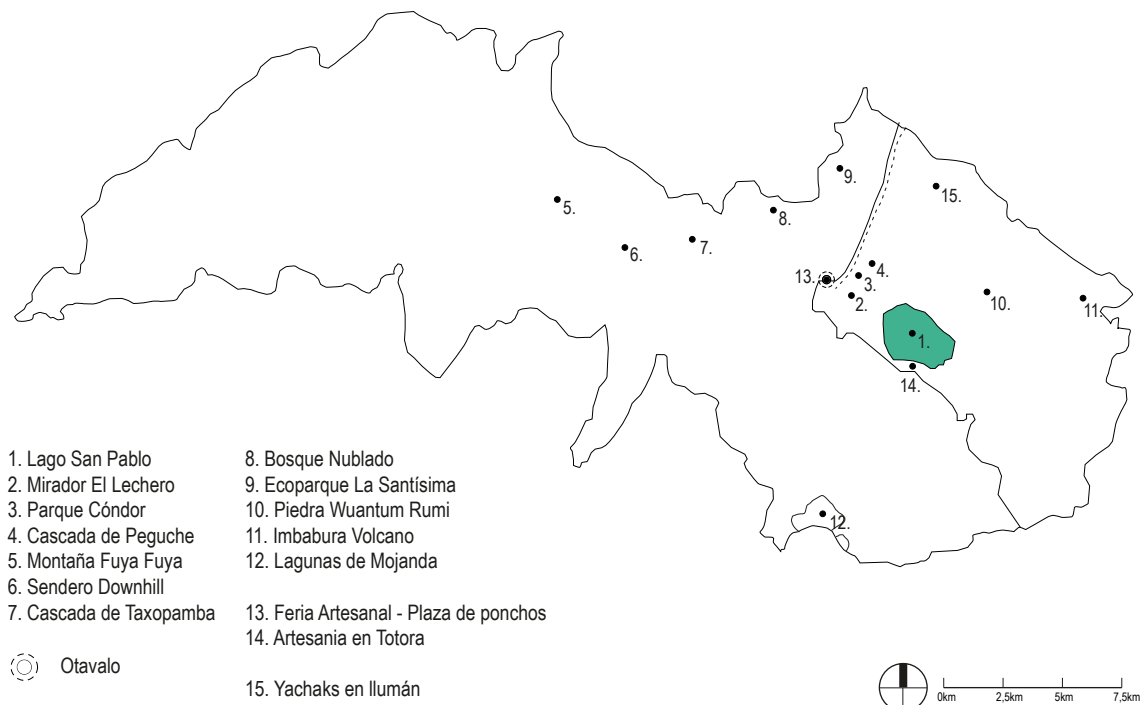 9.
15.
5.
8.
7.
6.
4.
13.
3.
2.
10.
11.
1.
14.
12.
1. Lago San Pablo
2. Mirador El Lechero
3. Parque Cóndor
4. Cascada de Peguche
5. Montaña Fuya Fuya
6. Sendero Downhill
7. Cascada de Taxopamba
Otavalo
8. Bosque Nublado
9. Ecoparque La Santísima
10. Piedra Wuantum Rumi
11. Imbabura Volcano
12. Lagunas de Mojanda
13. Feria Artesanal - Plaza de ponchos
14. Artesania en Totora
15. Yachaks en Ilumán
0km 2,5km 5km 7,5km